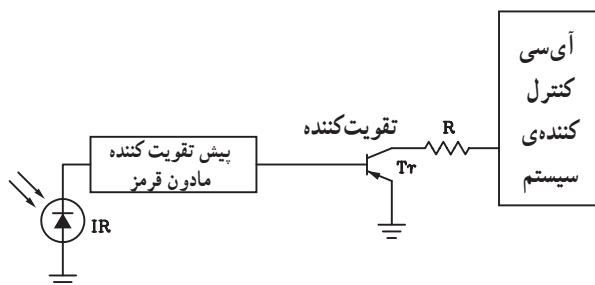 آی‌سی
کنترل
کننده‌ی
سیستم
تقویت‌کننده
R
پیش تقویت کننده
مادون قرمز
Tr
IR